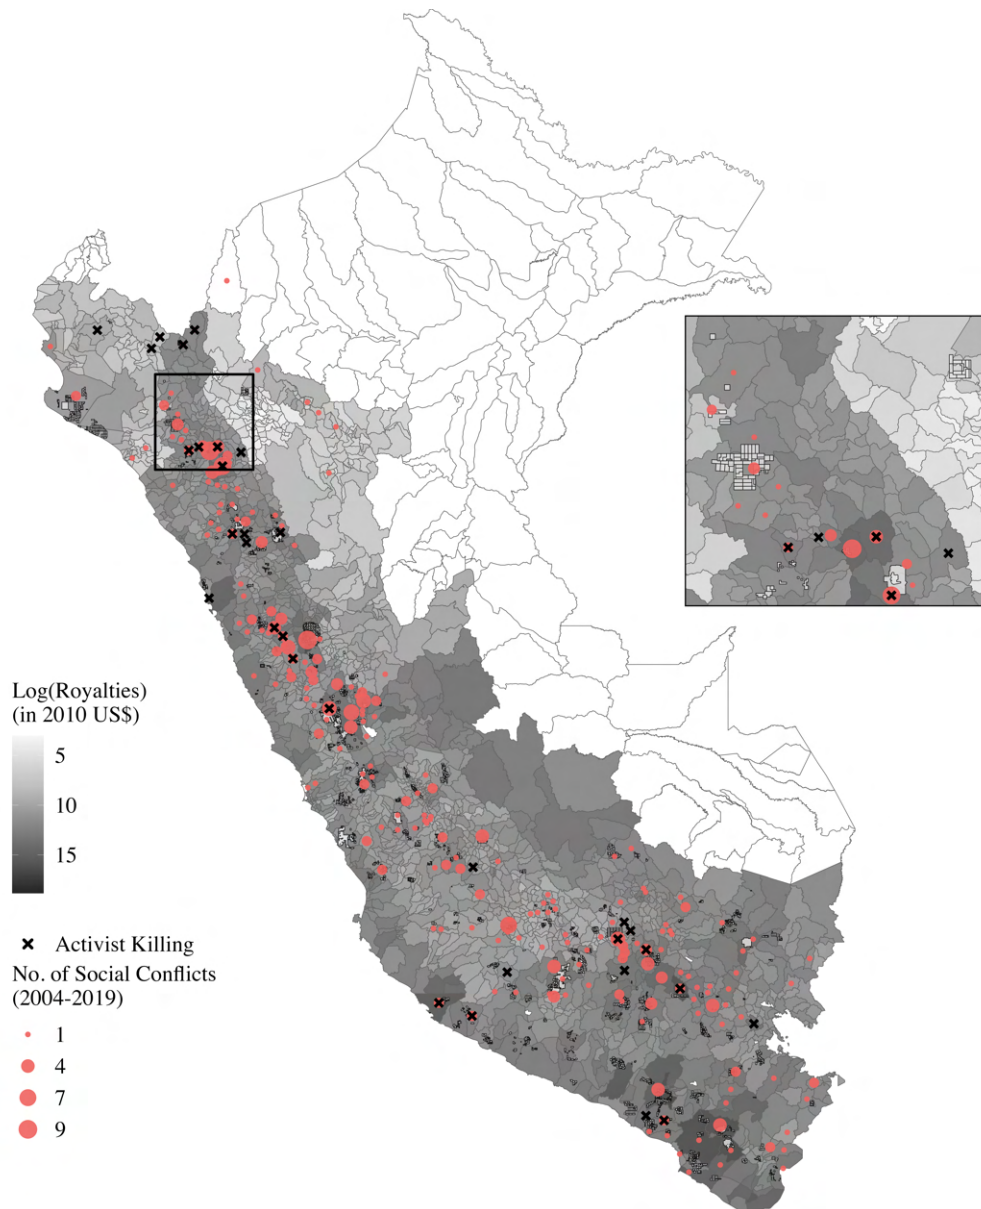 Log(Royalties)
(in 2010 US$)
5
10
15
Activist Killing
No. of Social Conflicts
(2004-2019)
1
4
7
9